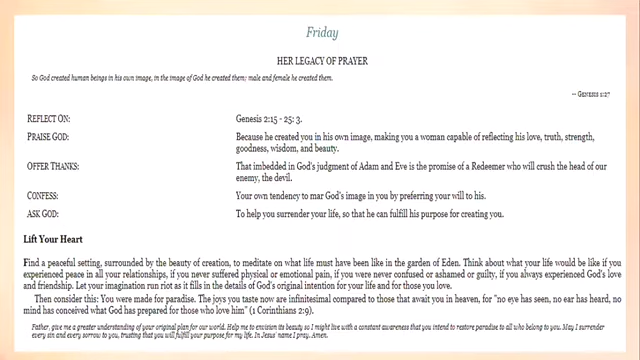 Friday
HER LEGACY OF PRAYER
So God created human beings in his own image, in the image of God he created them; male and female he created them.
— GENESIS 1:27
REFLECT ON: Genesis 2:15 - 25: 3.
PRAISE GOD: Because he created you in his own image, making you a woman capable of reflecting his love, truth, strength,
goodness, wisdom, and beauty.
OFFER THANKS: That imbedded in God's judgment of Adam and Eve is the promise of a Redeemer who will crush the head of our
enemy, the devil.
CONFESS: Your own tendency to mar God's image in you by preferring your will to his.
ASK GOD: To help you surrender your life, so that he can fulfill his purpose for creating you.
Lift Your Heart
Find a peaceful setting, surrounded by the beauty of creation, to meditate on what life must have been like in the garden of Eden. Think about what your life would be like if you
experienced peace in all your relationships, if you never suffered physical or emotional pain, if you were never confused or ashamed or guilty, if you always experienced God's love
and friendship. Let your imagination run riot as it fills in the details of God's original intention for your life and for those you love.
Then consider this: You were made for paradise. The joys you taste now are infinitesimal compared to those that await you in heaven, for "no eye has seen, no ear has heard, no
mind has conceived what God has prepared for those who love him" (1 Corinthians 2:9).
Father, give me a greater understanding of your original plan for our world. Help me to envision its beauty so I might live with a constant awareness that you intend to restore paradise to all who belong to you. May I surrender
every sin and every sorrow to you, trusting that you will fulfill your purpose for my life. In Jesus' name I pray. Amen.